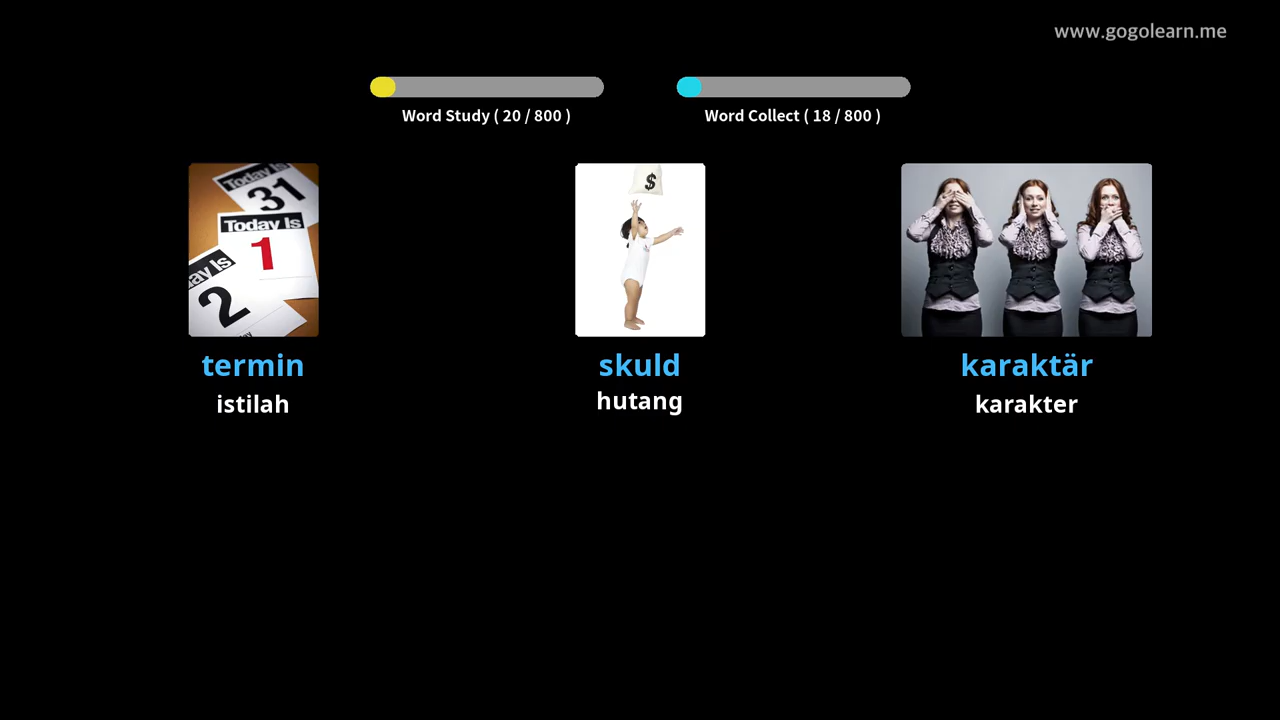 www.gogolearn.me
Word Study ( 20 / 800 )
Word Collect ( 18 / 800 )
Today Is
31
Today Is
1
ay Is
2
$
termin
skuld
karaktär
istilah
hutang
karakter